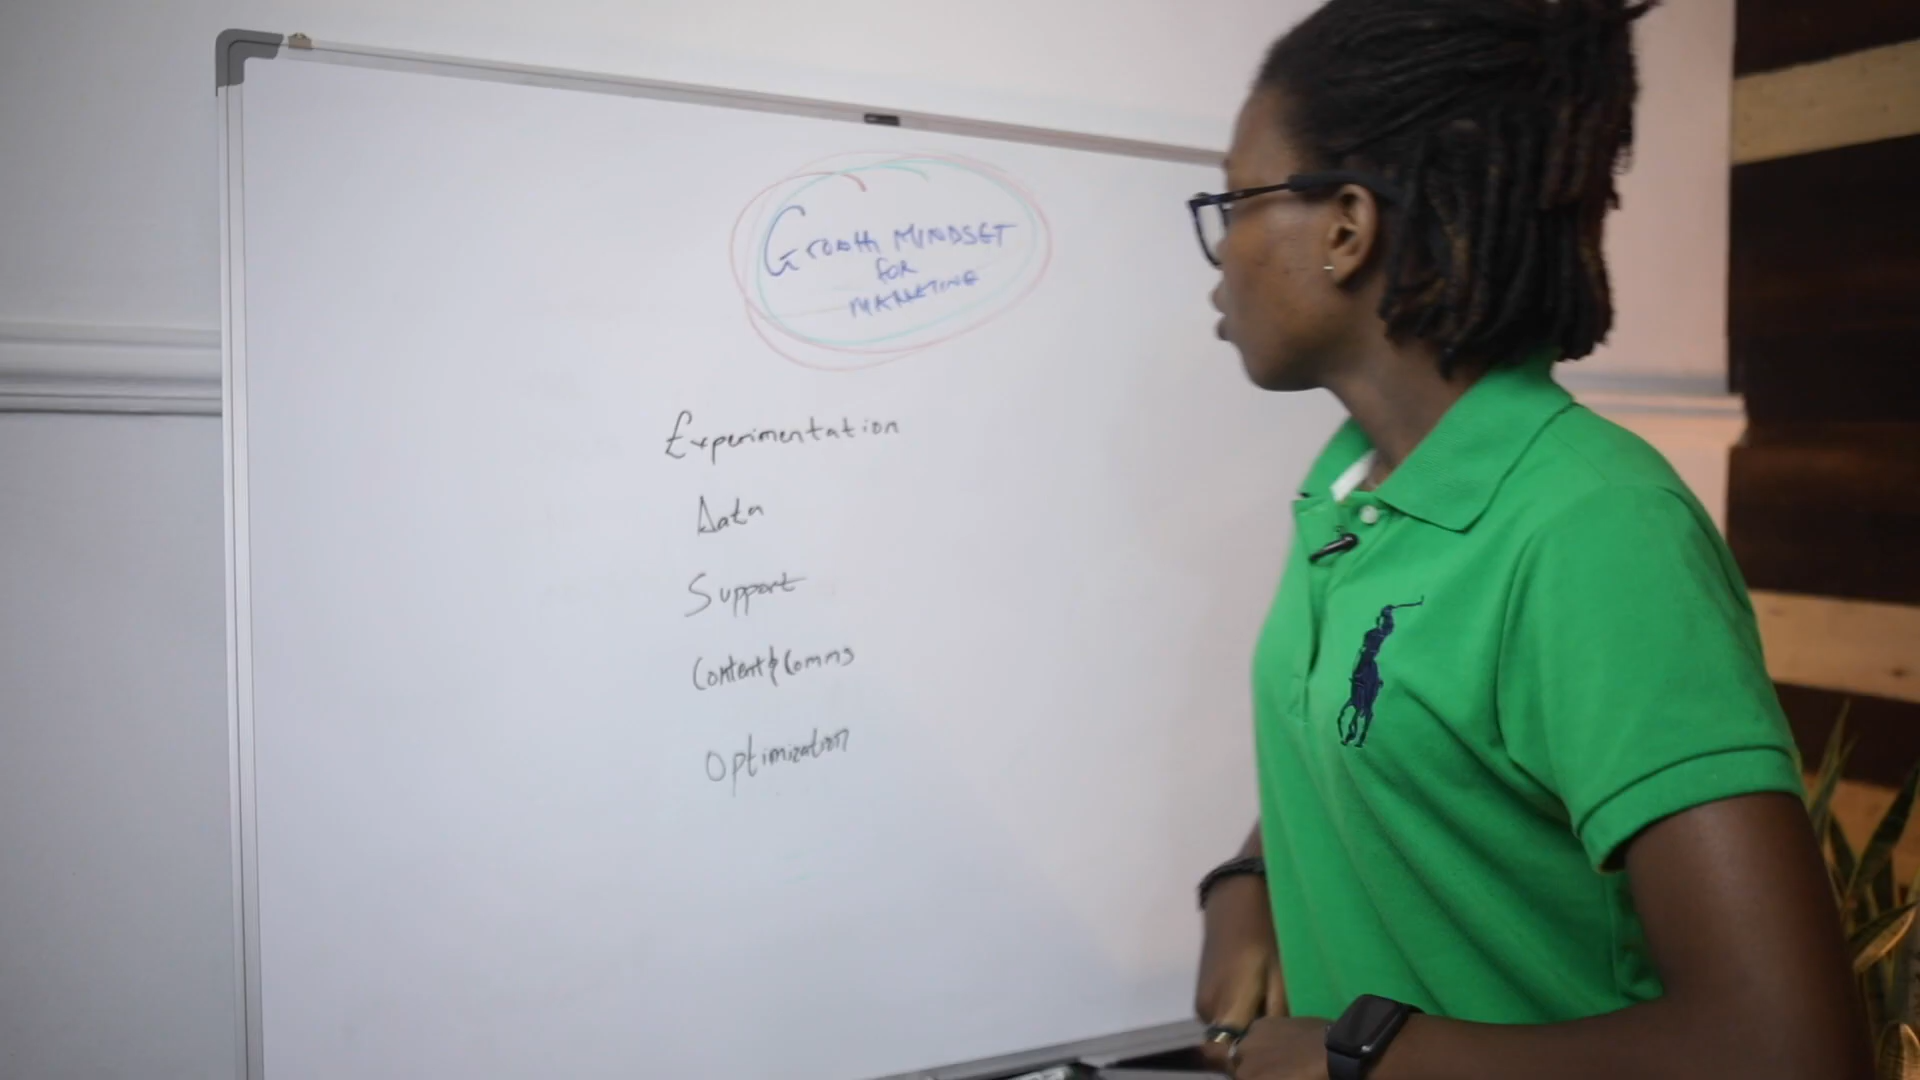 Growth MINDSET
FOR
MARKETING
Experimentation
Data
Support
Content & Comms
Optimization